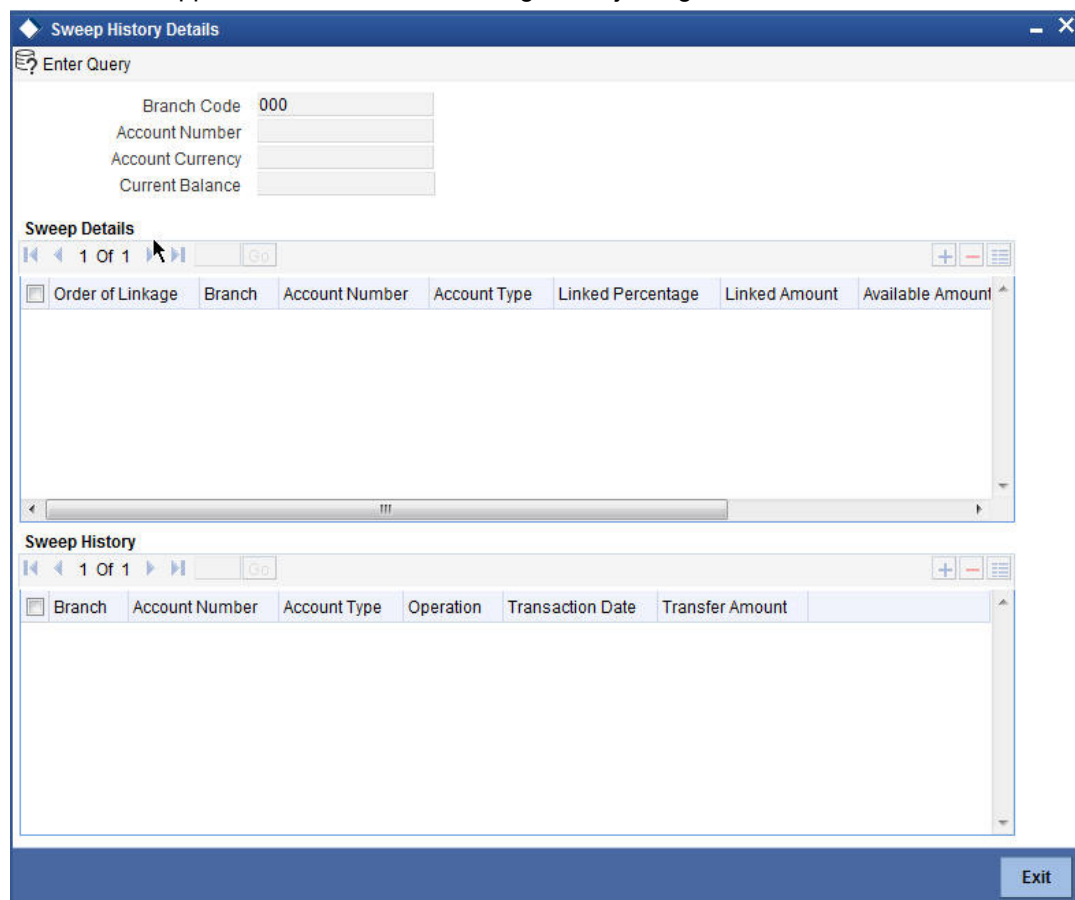 Sweep History Details
Enter Query
Branch Code 000
Account Number
Account Currency
Current Balance
Sweep Details
1 Of 1 Go
Order of Linkage Branch Account Number Account Type Linked Percentage Linked Amount Available Amount
Sweep History
1 Of 1 Go
Branch Account Number Account Type Operation Transaction Date Transfer Amount
Exit